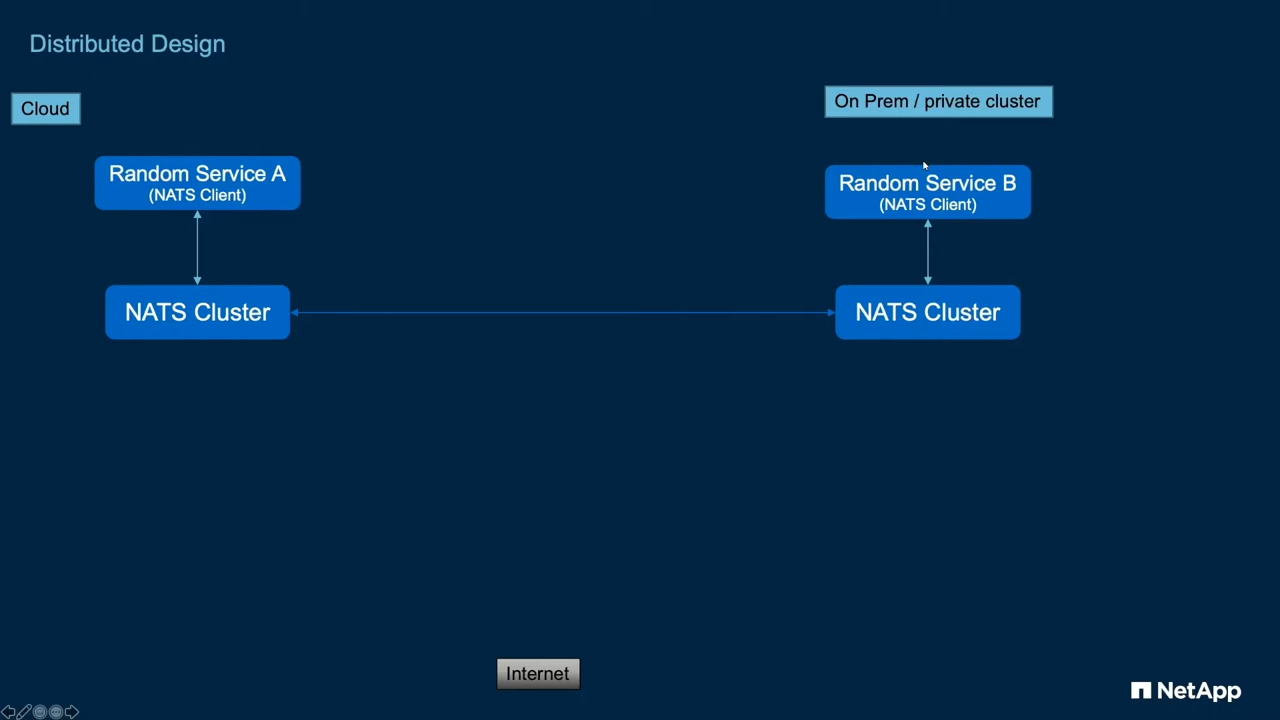 Distributed Design
Cloud
On Prem / private cluster
Random Service A
(NATS Client)
Random Service B
(NATS Client)
NATS Cluster
NATS Cluster
Internet
NetApp